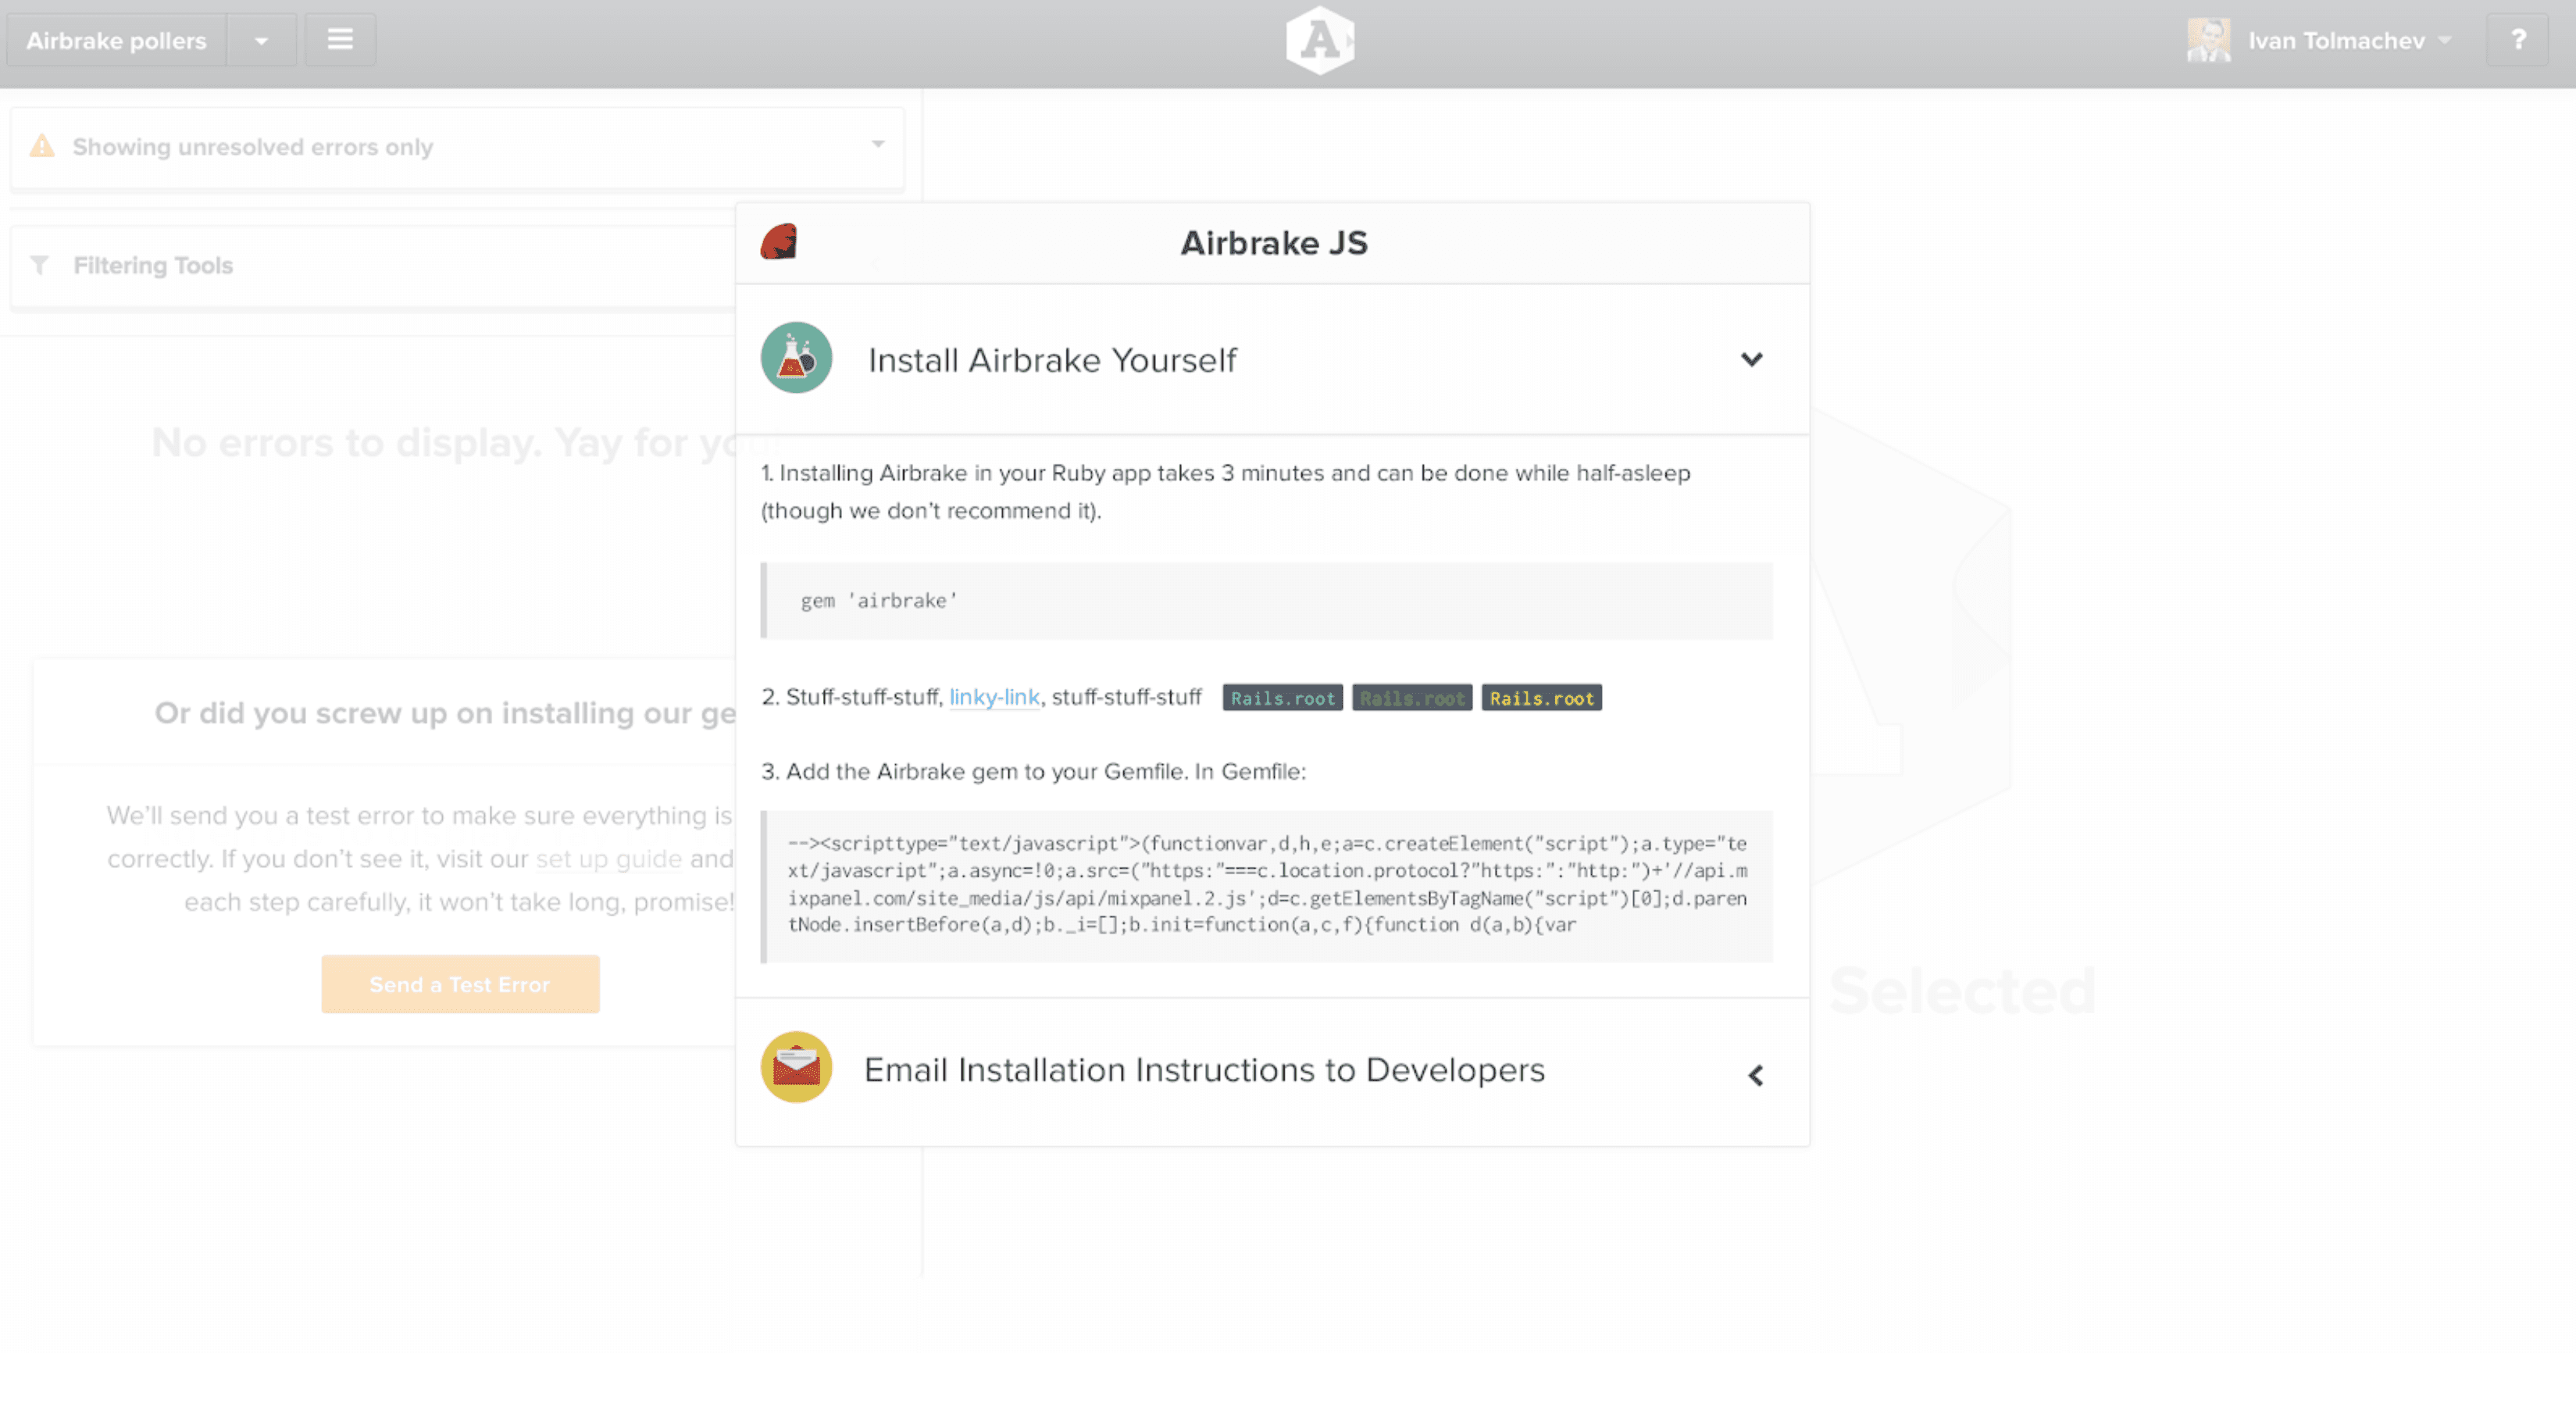 Airbrake pollers
A
Ivan Tolmachev
?
Showing unresolved errors only
Filtering Tools
No errors to display. Yay for you!
Or did you screw up on installing our ge
We'll send you a test error to make sure everything is
correctly. If you don't see it, visit our set up guide and
each step carefully, it won't take long, promise!
Send a Test Error
Airbrake JS
Install Airbrake Yourself
1. Installing Airbrake in your Ruby app takes 3 minutes and can be done while half-asleep
(though we don't recommend it).
gem 'airbrake'
2. Stuff-stuff-stuff, linky-link, stuff-stuff-stuff Rails.root Rails.root Rails.root
3. Add the Airbrake gem to your Gemfile. In Gemfile:
--><scripttype="text/javascript">(functionvar,d,h,e;a=c.createElement("script");a.type="te
xt/javascript";a.async=!0;a.src=("https:"===c.location.protocol?"https:":"http:")+'//api.m
ixpanel.com/site_media/js/api/mixpanel.2.js';d=c.getElementsByTagName("script")[0];d.paren
tNode.insertBefore(a,d);b._i=[];b.init=function(a,c,f){function d(a,b){var
Email Installation Instructions to Developers
Selected